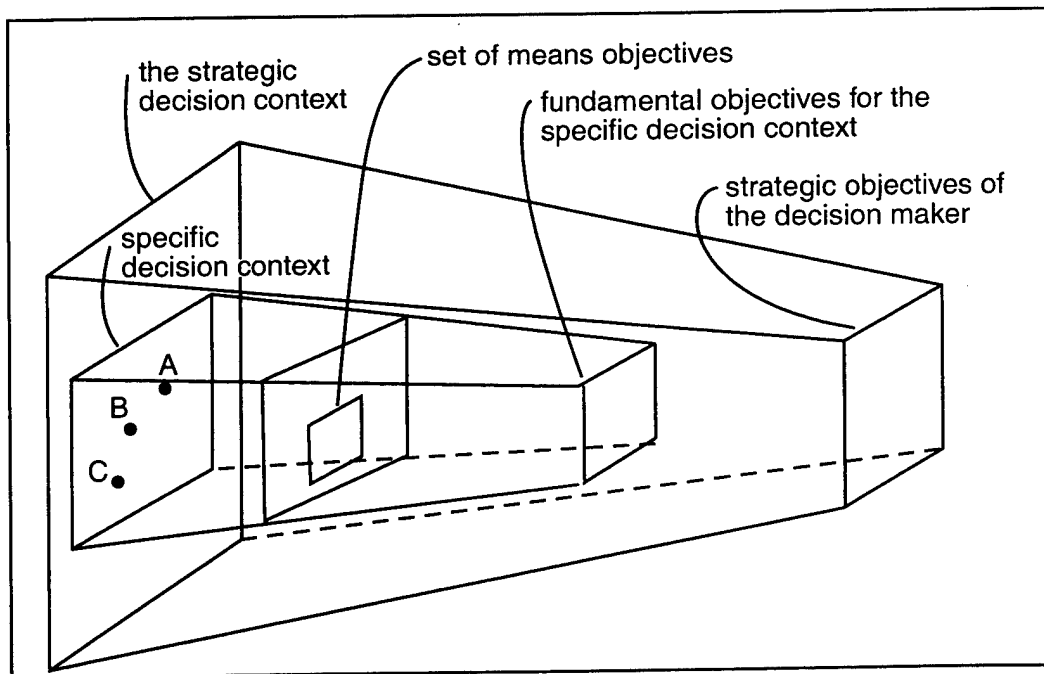 the strategic
decision context
set of means objectives
fundamental objectives for the
specific decision context
strategic objectives of
the decision maker
specific
decision context
A
B
C